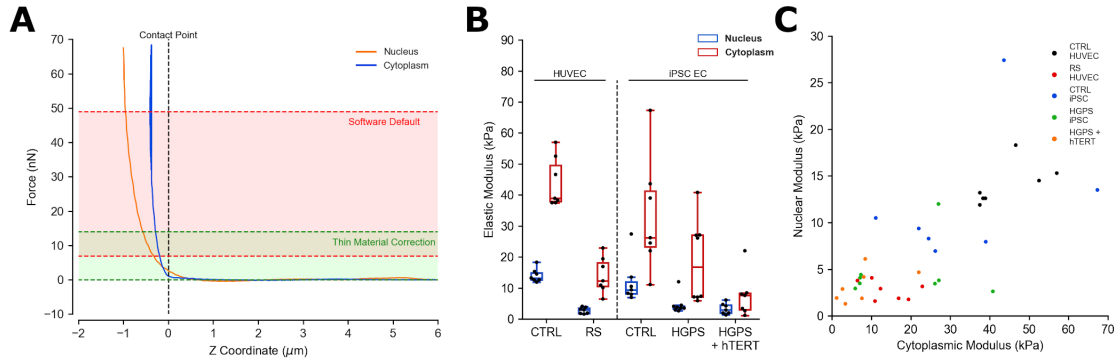 A
Contact Point
Nucleus
Cytoplasm
Software Default
Thin Material Correction
Force (nN)
70
60
50
40
30
20
10
0
−10
−2
−1
0
1
2
3
4
5
6
Z Coordinate (μm)
B
Nucleus
Cytoplasm
HUVEC
iPSC EC
Elastic Modulus (kPa)
90
80
70
60
50
40
30
20
10
0
CTRL
RS
CTRL
HGPS
HGPS
+ hTERT
C
CTRL
HUVEC
RS
HUVEC
CTRL
iPSC
HGPS
iPSC
HGPS +
hTERT
Nuclear Modulus (kPa)
30
25
20
15
10
5
0
0
10
20
30
40
50
60
70
Cytoplasmic Modulus (kPa)